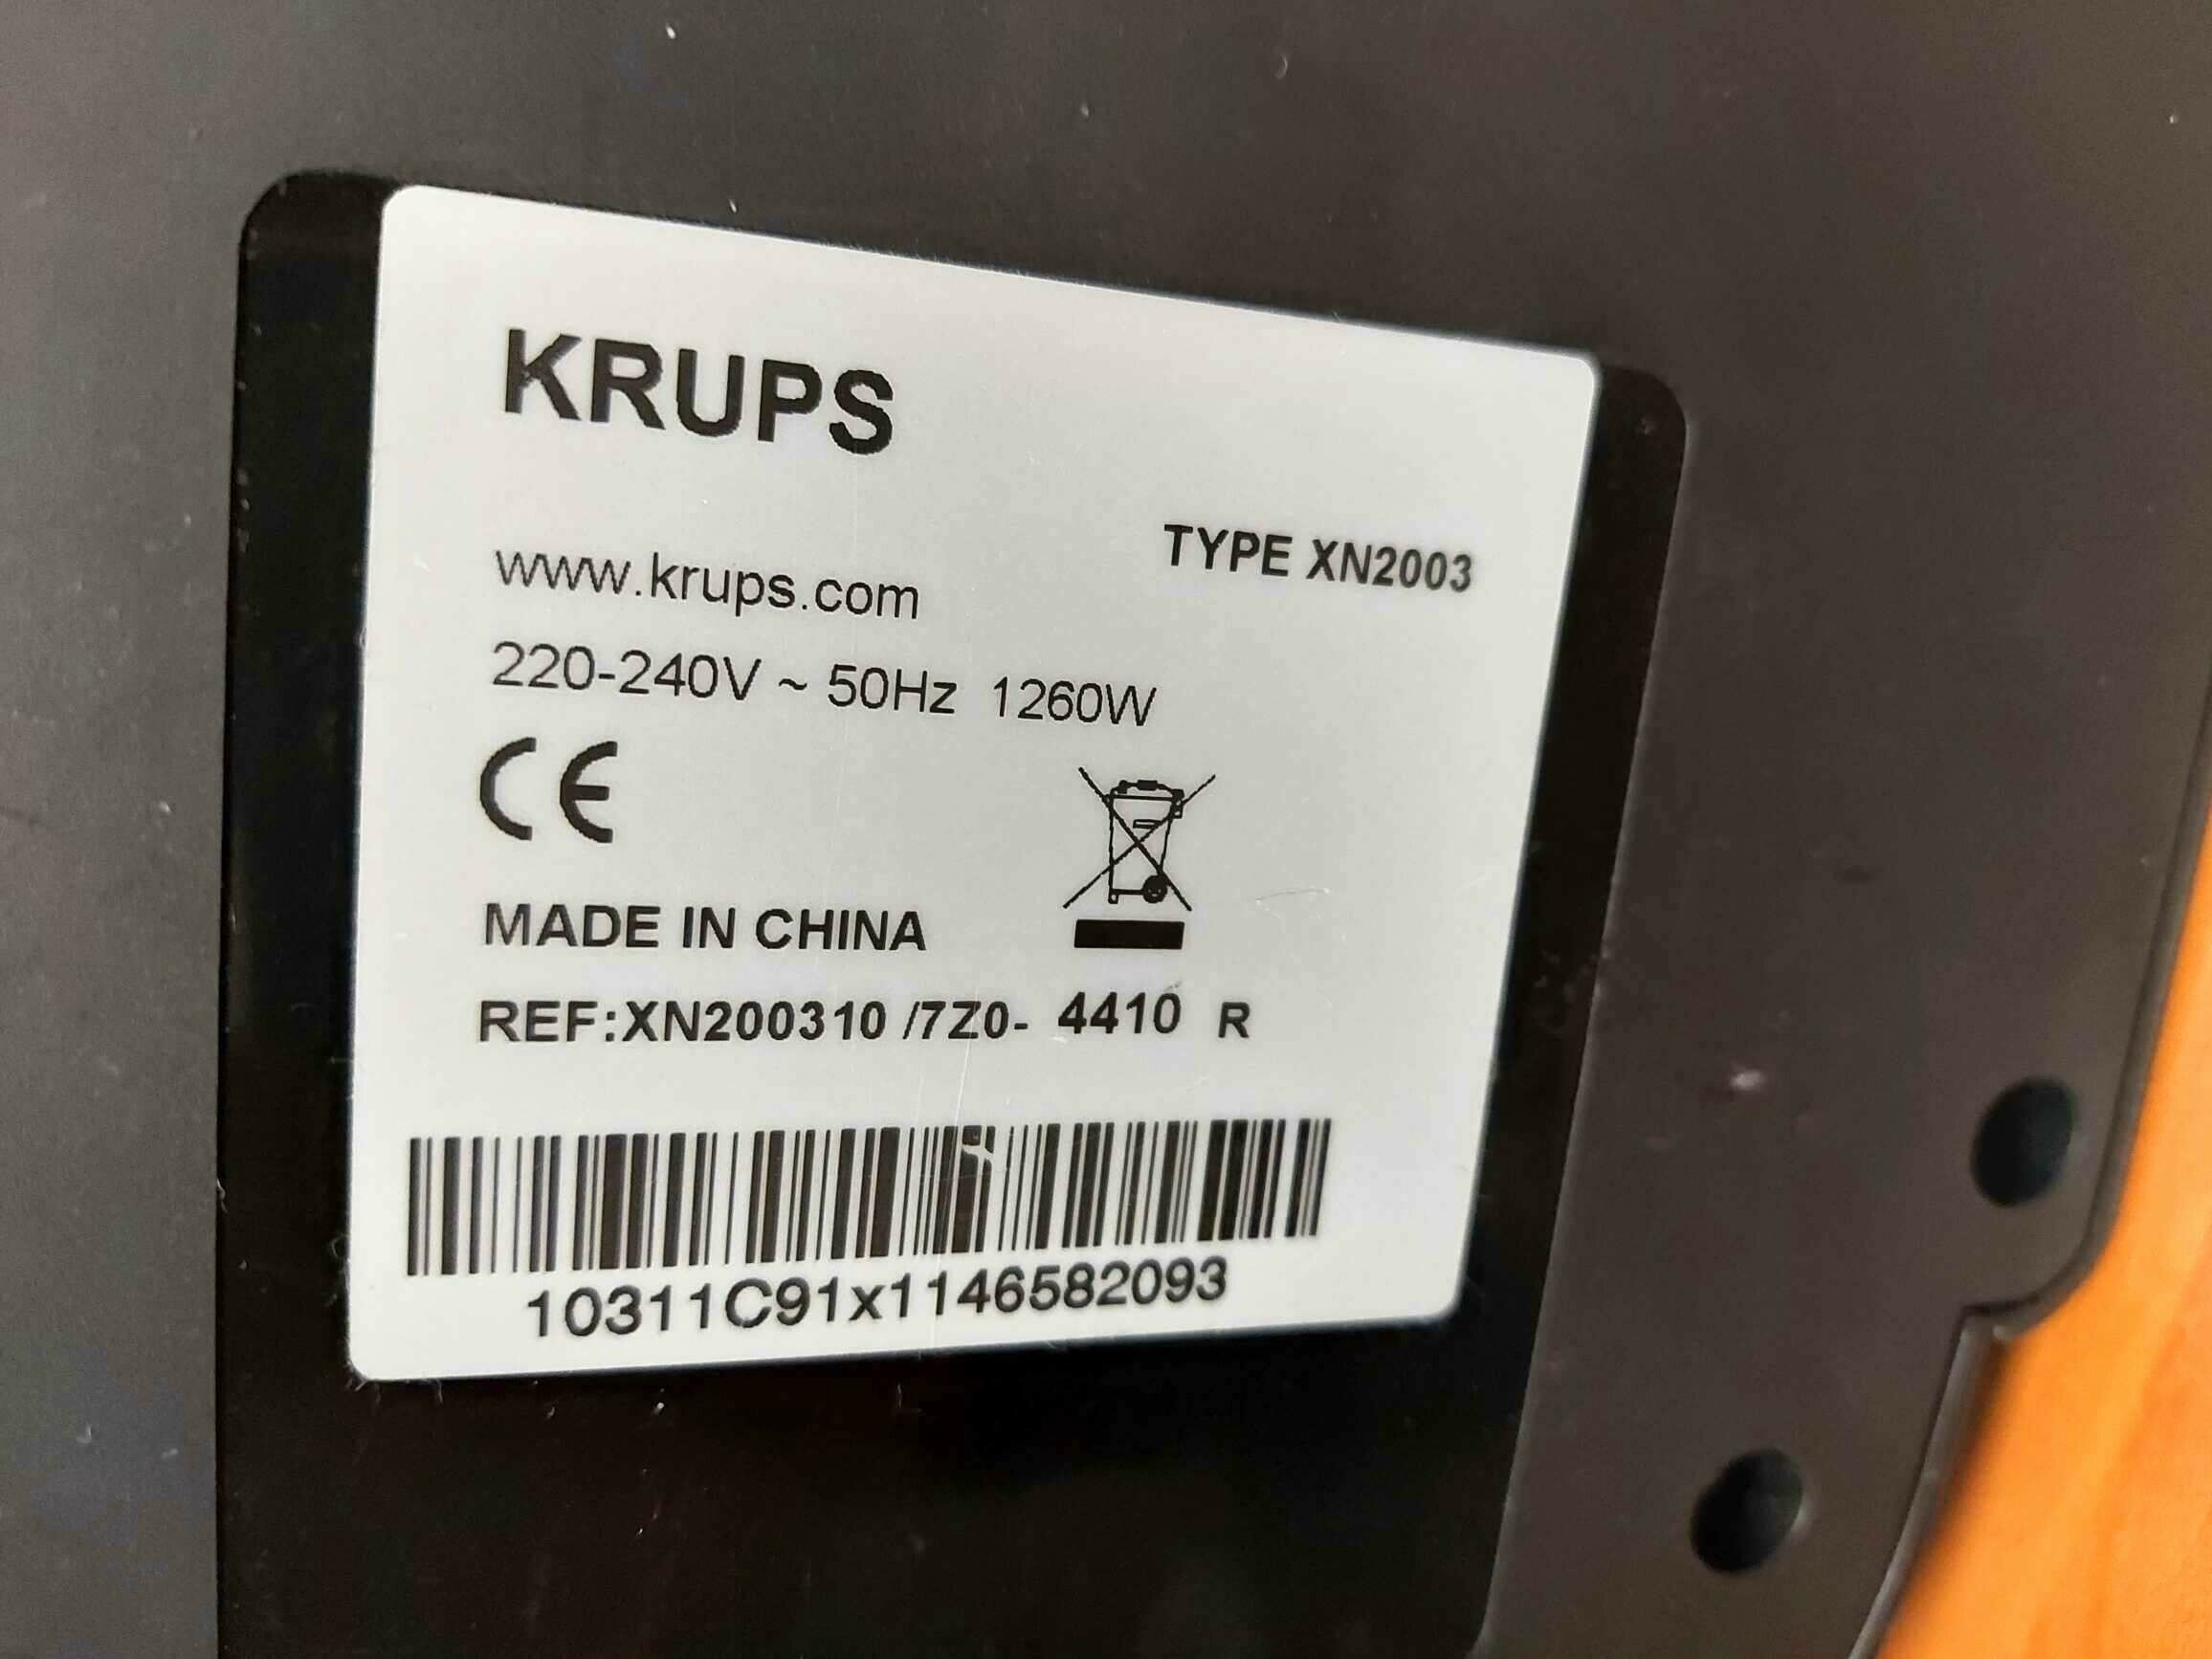 KRUPS
TYPE XN2003
www.krups.com
220-240V ~ 50Hz 1260W
CE
MADE IN CHINA
REF:XN200310 /7Z0- 4410 R
10311C91x1146582093